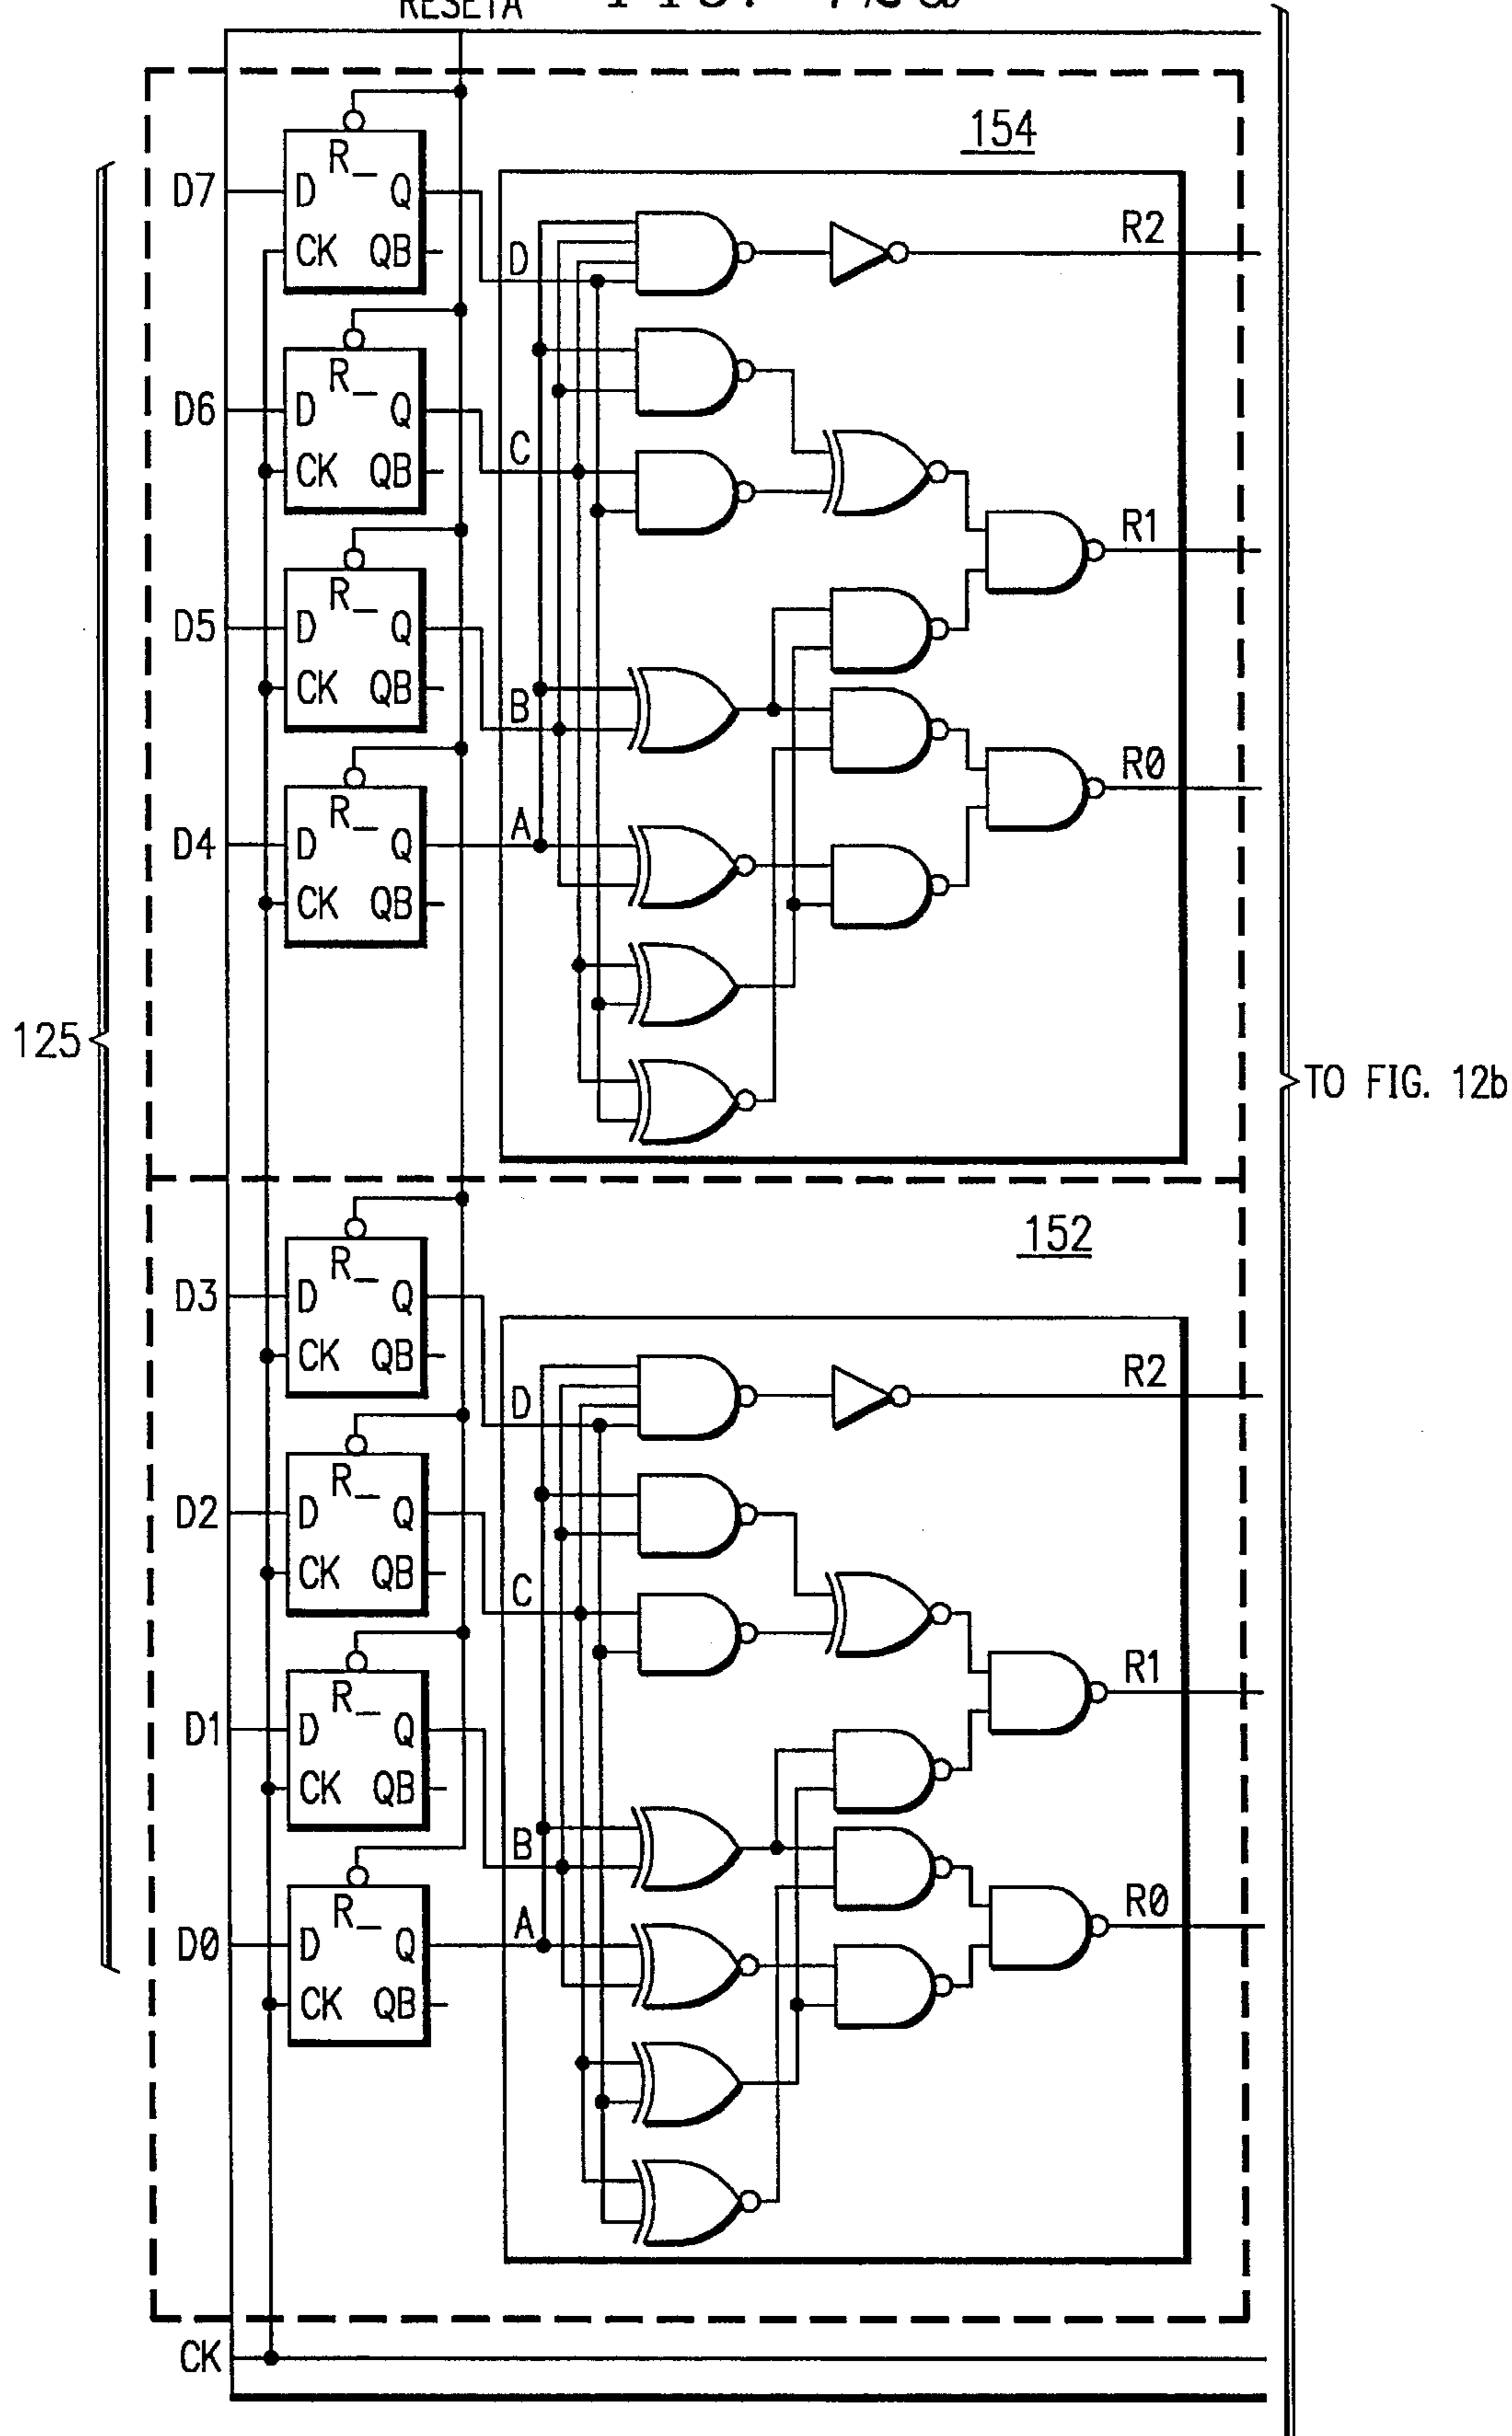 RESETA
154
D7
R_
D Q
CK QB
D
R2
D6
R_
D Q
CK QB
C
R1
D5
R_
D Q
CK QB
B
R0
D4
R_
D Q
CK QB
A
125
TO FIG. 12b
152
D3
R_
D Q
CK QB
D
R2
D2
R_
D Q
CK QB
C
R1
D1
R_
D Q
CK QB
B
R0
D0
R_
D Q
CK QB
A
CK